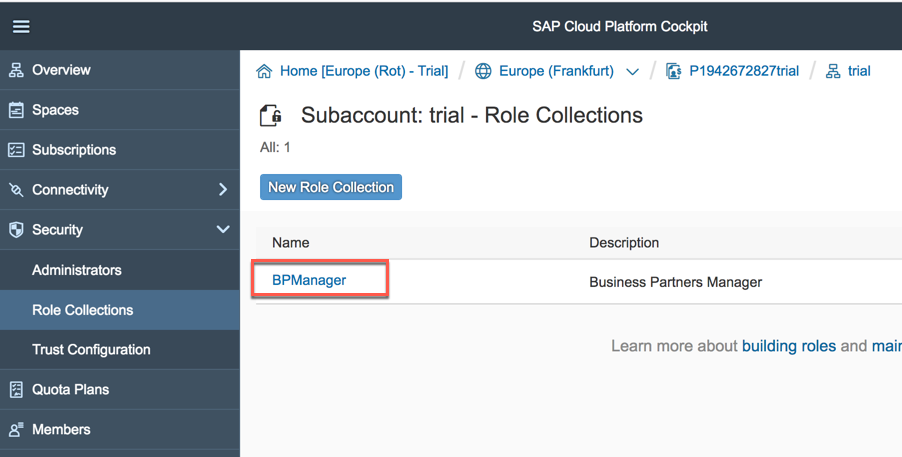 SAP Cloud Platform Cockpit
Overview
Spaces
Subscriptions
Connectivity
Security
Administrators
Role Collections
Trust Configuration
Quota Plans
Members
Home [Europe (Rot) - Trial] / Europe (Frankfurt) / P1942672827trial / trial
Subaccount: trial - Role Collections
All: 1
New Role Collection
Name Description
BPManager Business Partners Manager
Learn more about building roles and